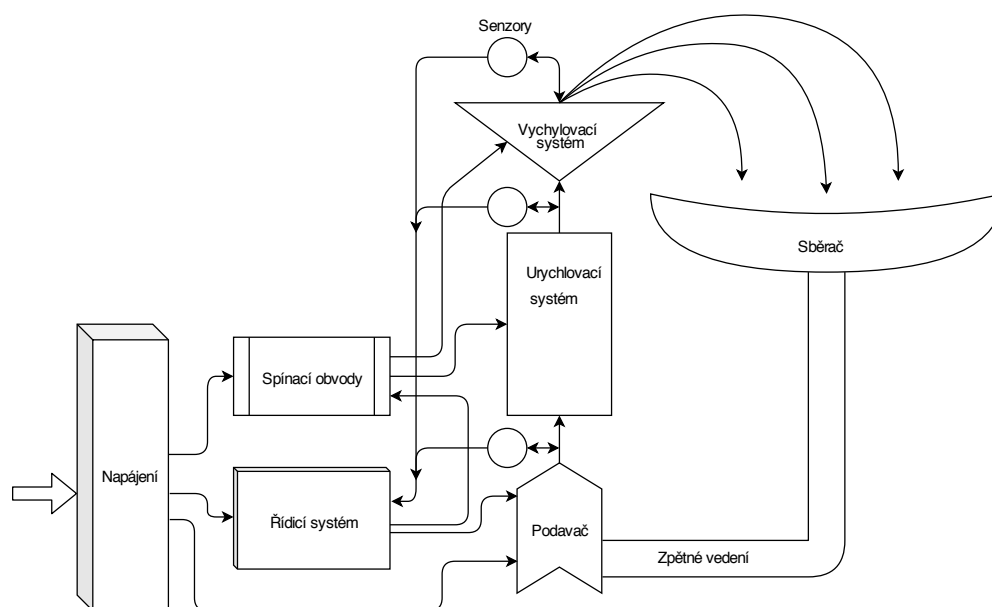 Senzory
Vychylovací
systém
Sběrač
Urychlovací
systém
Spínací obvody
Napájení
Řídicí systém
Podavač
Zpětné vedení